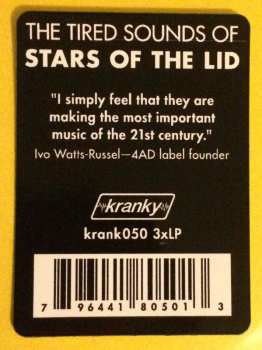 THE TIRED SOUNDS OF
STARS OF THE LID
"I simply feel that they are
making the most important
music of the 21st century."
Ivo Watts-Russel—4AD label founder
kranky
krank050 3xLP
7 96441 80501 3